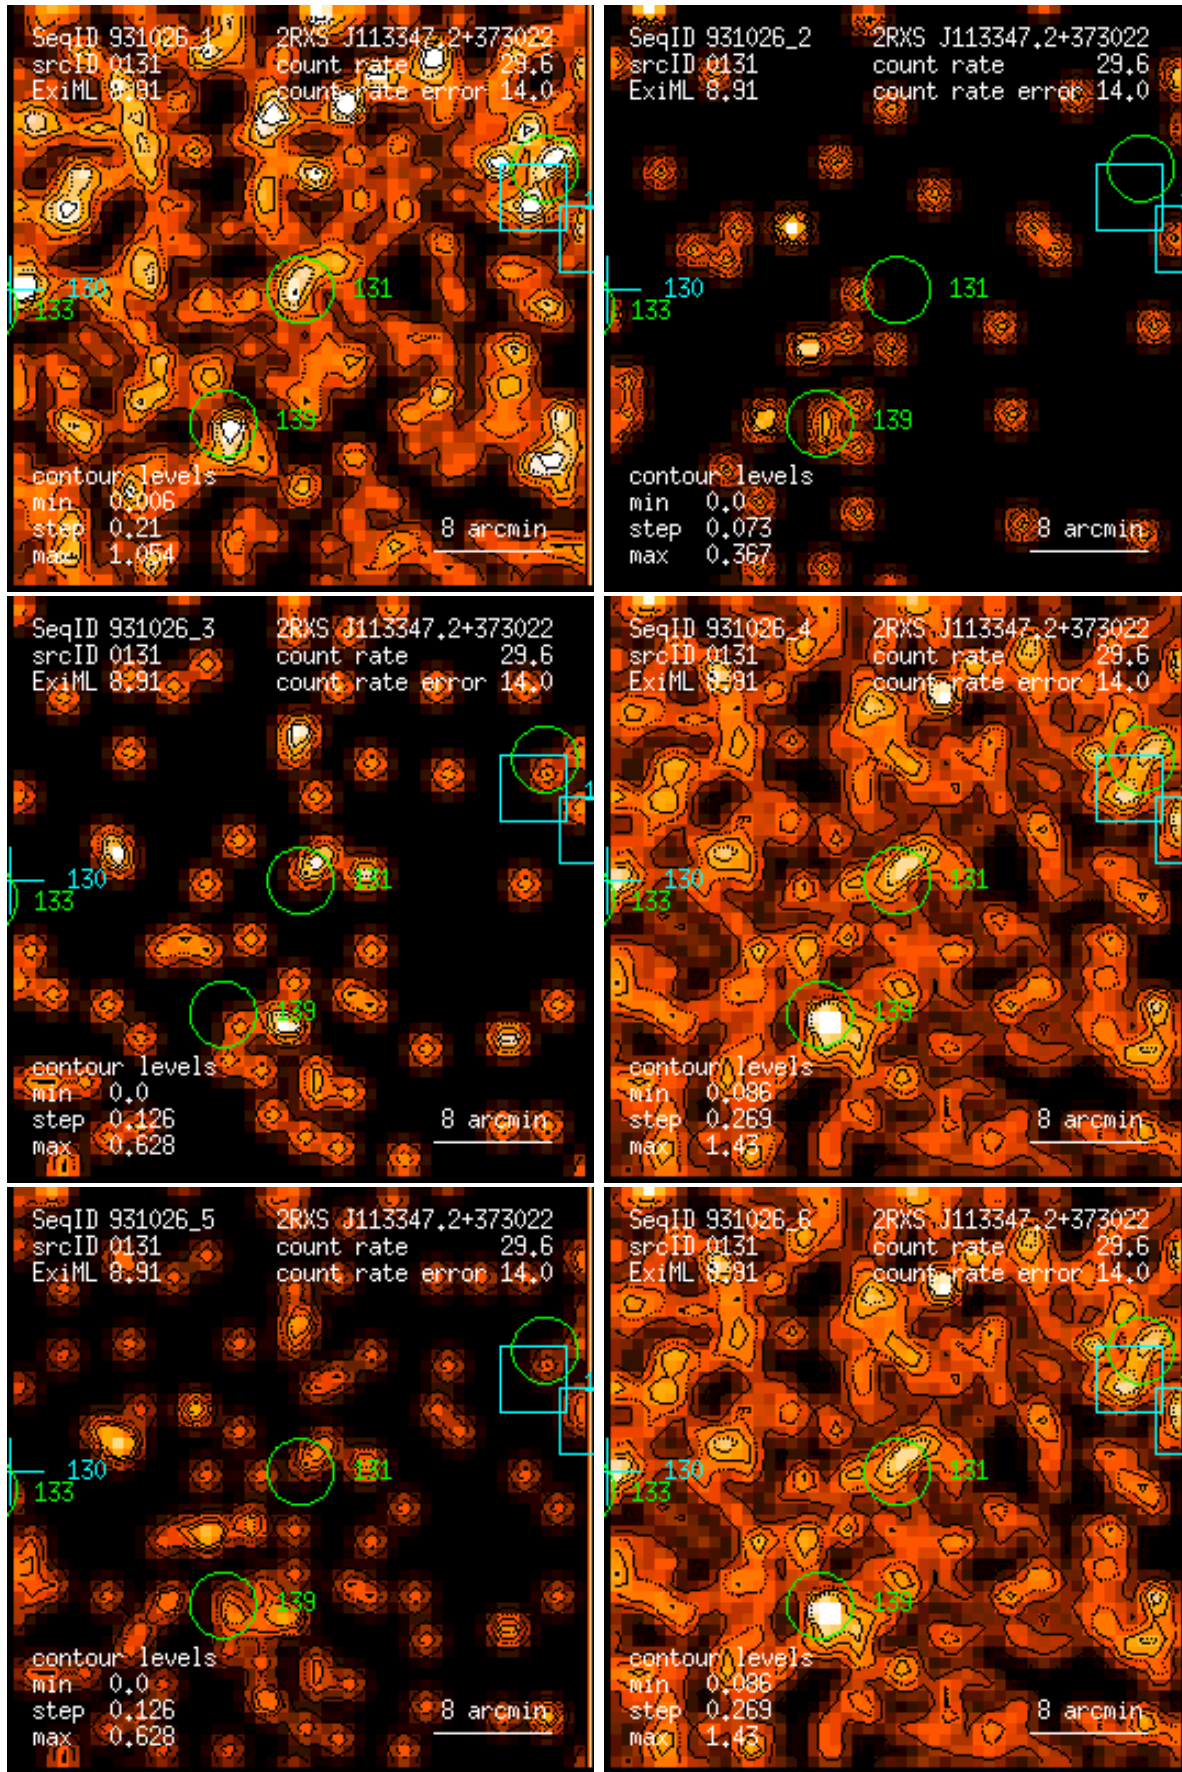 SeqID 931026_1 2RXS J113347.2+373022
srcID 0131 count rate 29.6
ExiML 8.91 count rate error 14.0
130 131
133
139
contour levels
min 0.006
step 0.21 8 arcmin
max 1.054
SeqID 931026_2 2RXS J113347.2+373022
srcID 0131 count rate 29.6
ExiML 8.91 count rate error 14.0
130 131
133
139
contour levels
min 0.0
step 0.073 8 arcmin
max 0.367
SeqID 931026_3 2RXS J113347.2+373022
srcID 0131 count rate 29.6
ExiML 8.91 count rate error 14.0
130 131
133
139
contour levels
min 0.0
step 0.126 8 arcmin
max 0.628
SeqID 931026_4 2RXS J113347.2+373022
srcID 0131 count rate 29.6
ExiML 8.91 count rate error 14.0
130 131
133
139
contour levels
min 0.086
step 0.269 8 arcmin
max 1.43
SeqID 931026_5 2RXS J113347.2+373022
srcID 0131 count rate 29.6
ExiML 8.91 count rate error 14.0
130 131
133
139
contour levels
min 0.0
step 0.126 8 arcmin
max 0.628
SeqID 931026_6 2RXS J113347.2+373022
srcID 0131 count rate 29.6
ExiML 8.91 count rate error 14.0
130 131
133
139
contour levels
min 0.086
step 0.269 8 arcmin
max 1.43